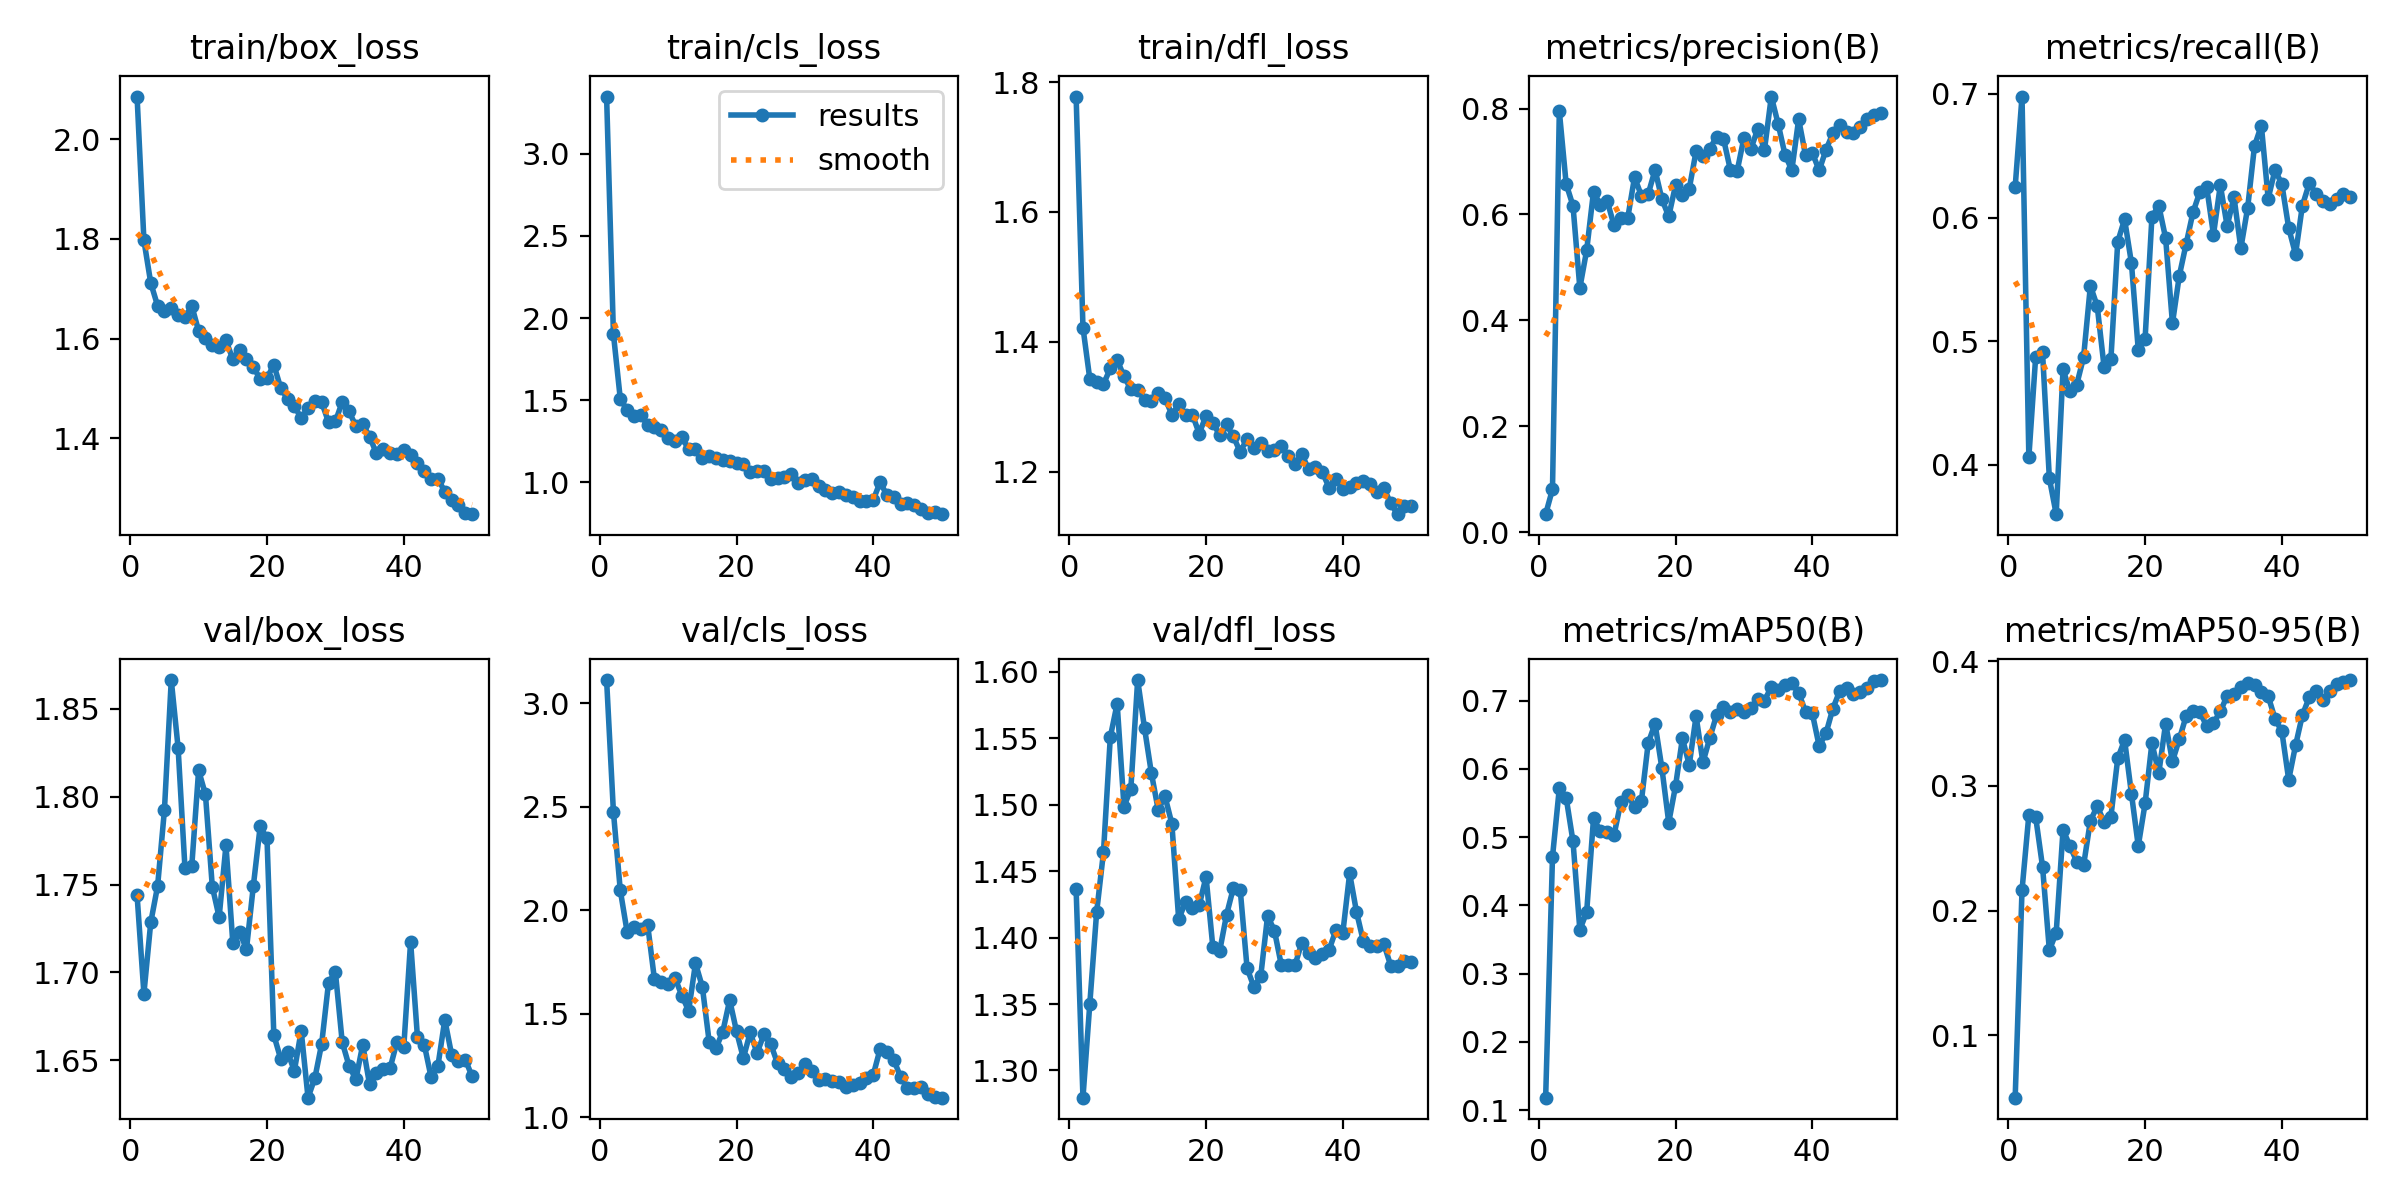 train/box_loss
2.0
1.8
1.6
1.4
0 20 40
train/cls_loss
results
smooth
3.0
2.5
2.0
1.5
1.0
0 20 40
train/dfl_loss
1.8
1.6
1.4
1.2
0 20 40
metrics/precision(B)
0.8
0.6
0.4
0.2
0.0
0 20 40
metrics/recall(B)
0.7
0.6
0.5
0.4
0 20 40
val/box_loss
1.85
1.80
1.75
1.70
1.65
0 20 40
val/cls_loss
3.0
2.5
2.0
1.5
1.0
0 20 40
val/dfl_loss
1.60
1.55
1.50
1.45
1.40
1.35
1.30
0 20 40
metrics/mAP50(B)
0.7
0.6
0.5
0.4
0.3
0.2
0.1
0 20 40
metrics/mAP50-95(B)
0.4
0.3
0.2
0.1
0 20 40